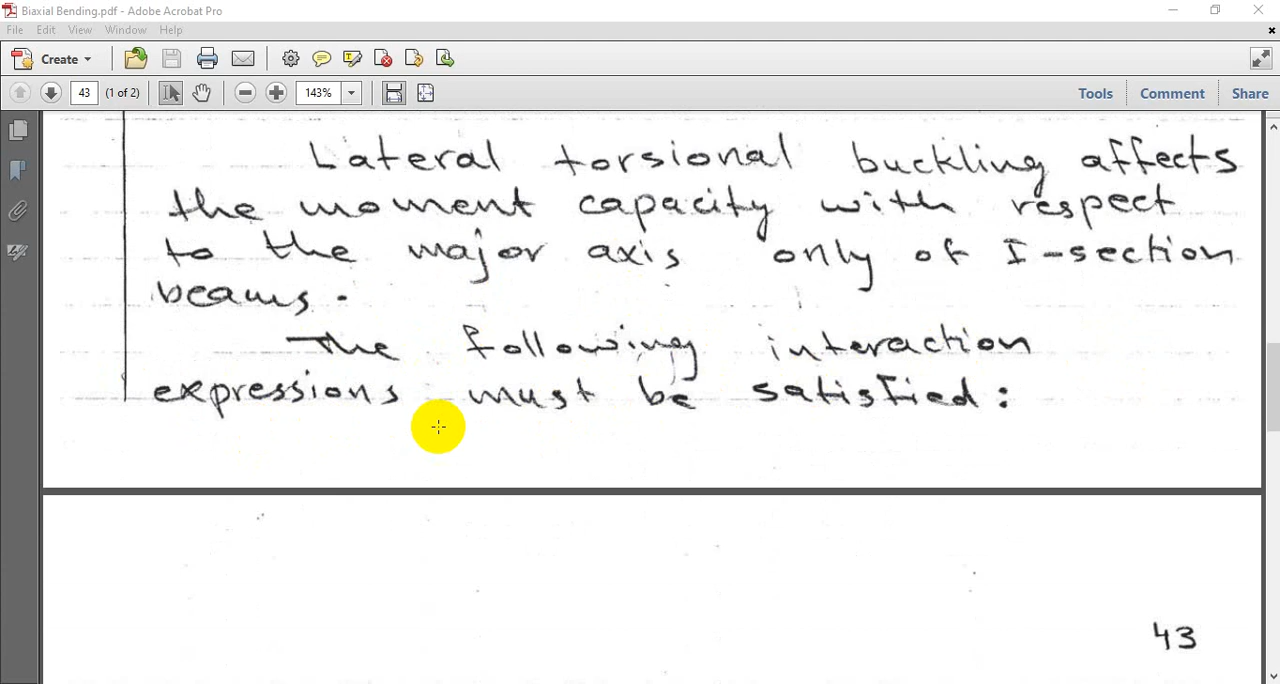 Biaxial Bending.pdf - Adobe Acrobat Pro
File Edit View Window Help
Create
43 (1 of 2) 143% Tools Comment Share
Lateral torsional buckling affects
the moment capacity with respect
to the major axis only of I-section
beams.
The following interaction
expressions must be satisfied:
43